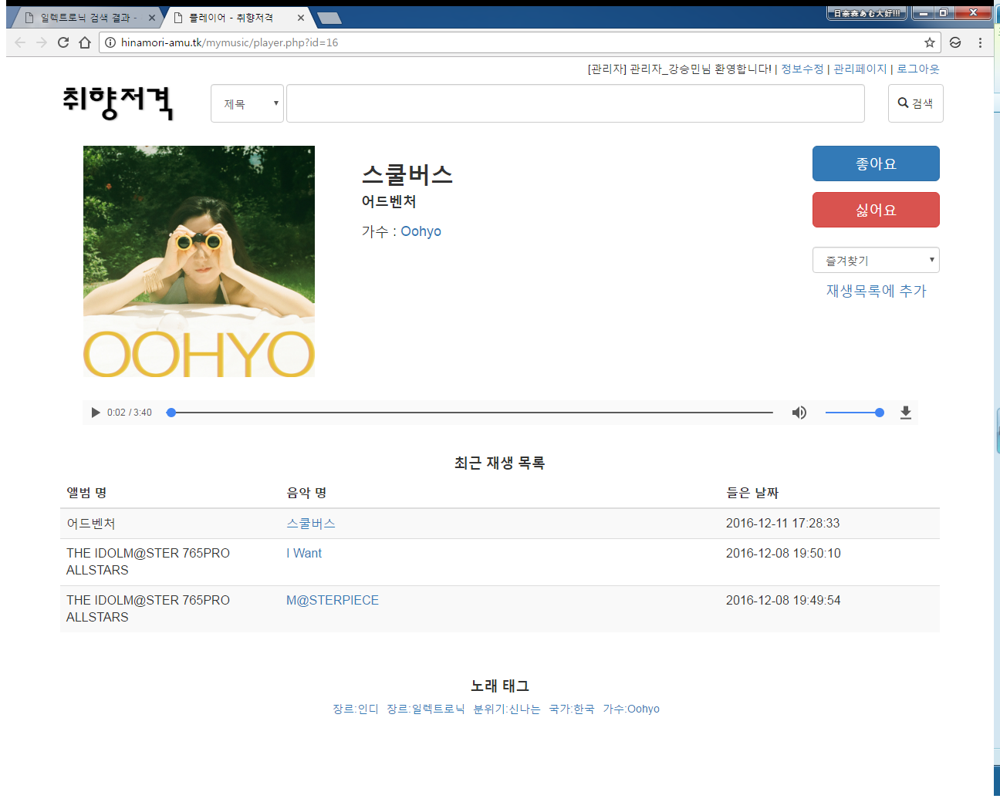 일렉트로닉 검색 결과 -
플레이어 - 취향저격
日奈森あむ大好!!!
hinamori-amu.tk/mymusic/player.php?id=16
[관리자] 관리자_강승민님 환영합니다! | 정보수정 | 관리페이지 | 로그아웃
취향저격
제목
검색
스쿨버스
어드벤처
가수 : Oohyo
좋아요
싫어요
즐겨찾기
재생목록에 추가
OOHYO
0:02 / 3:40
최근 재생 목록
앨범 명 음악 명 들은 날짜
어드벤처 스쿨버스 2016-12-11 17:28:33
THE IDOLM@STER 765PRO I Want 2016-12-08 19:50:10
ALLSTARS
THE IDOLM@STER 765PRO M@STERPIECE 2016-12-08 19:49:54
ALLSTARS
노래 태그
장르:인디 장르:일렉트로닉 분위기:신나는 국가:한국 가수:Oohyo